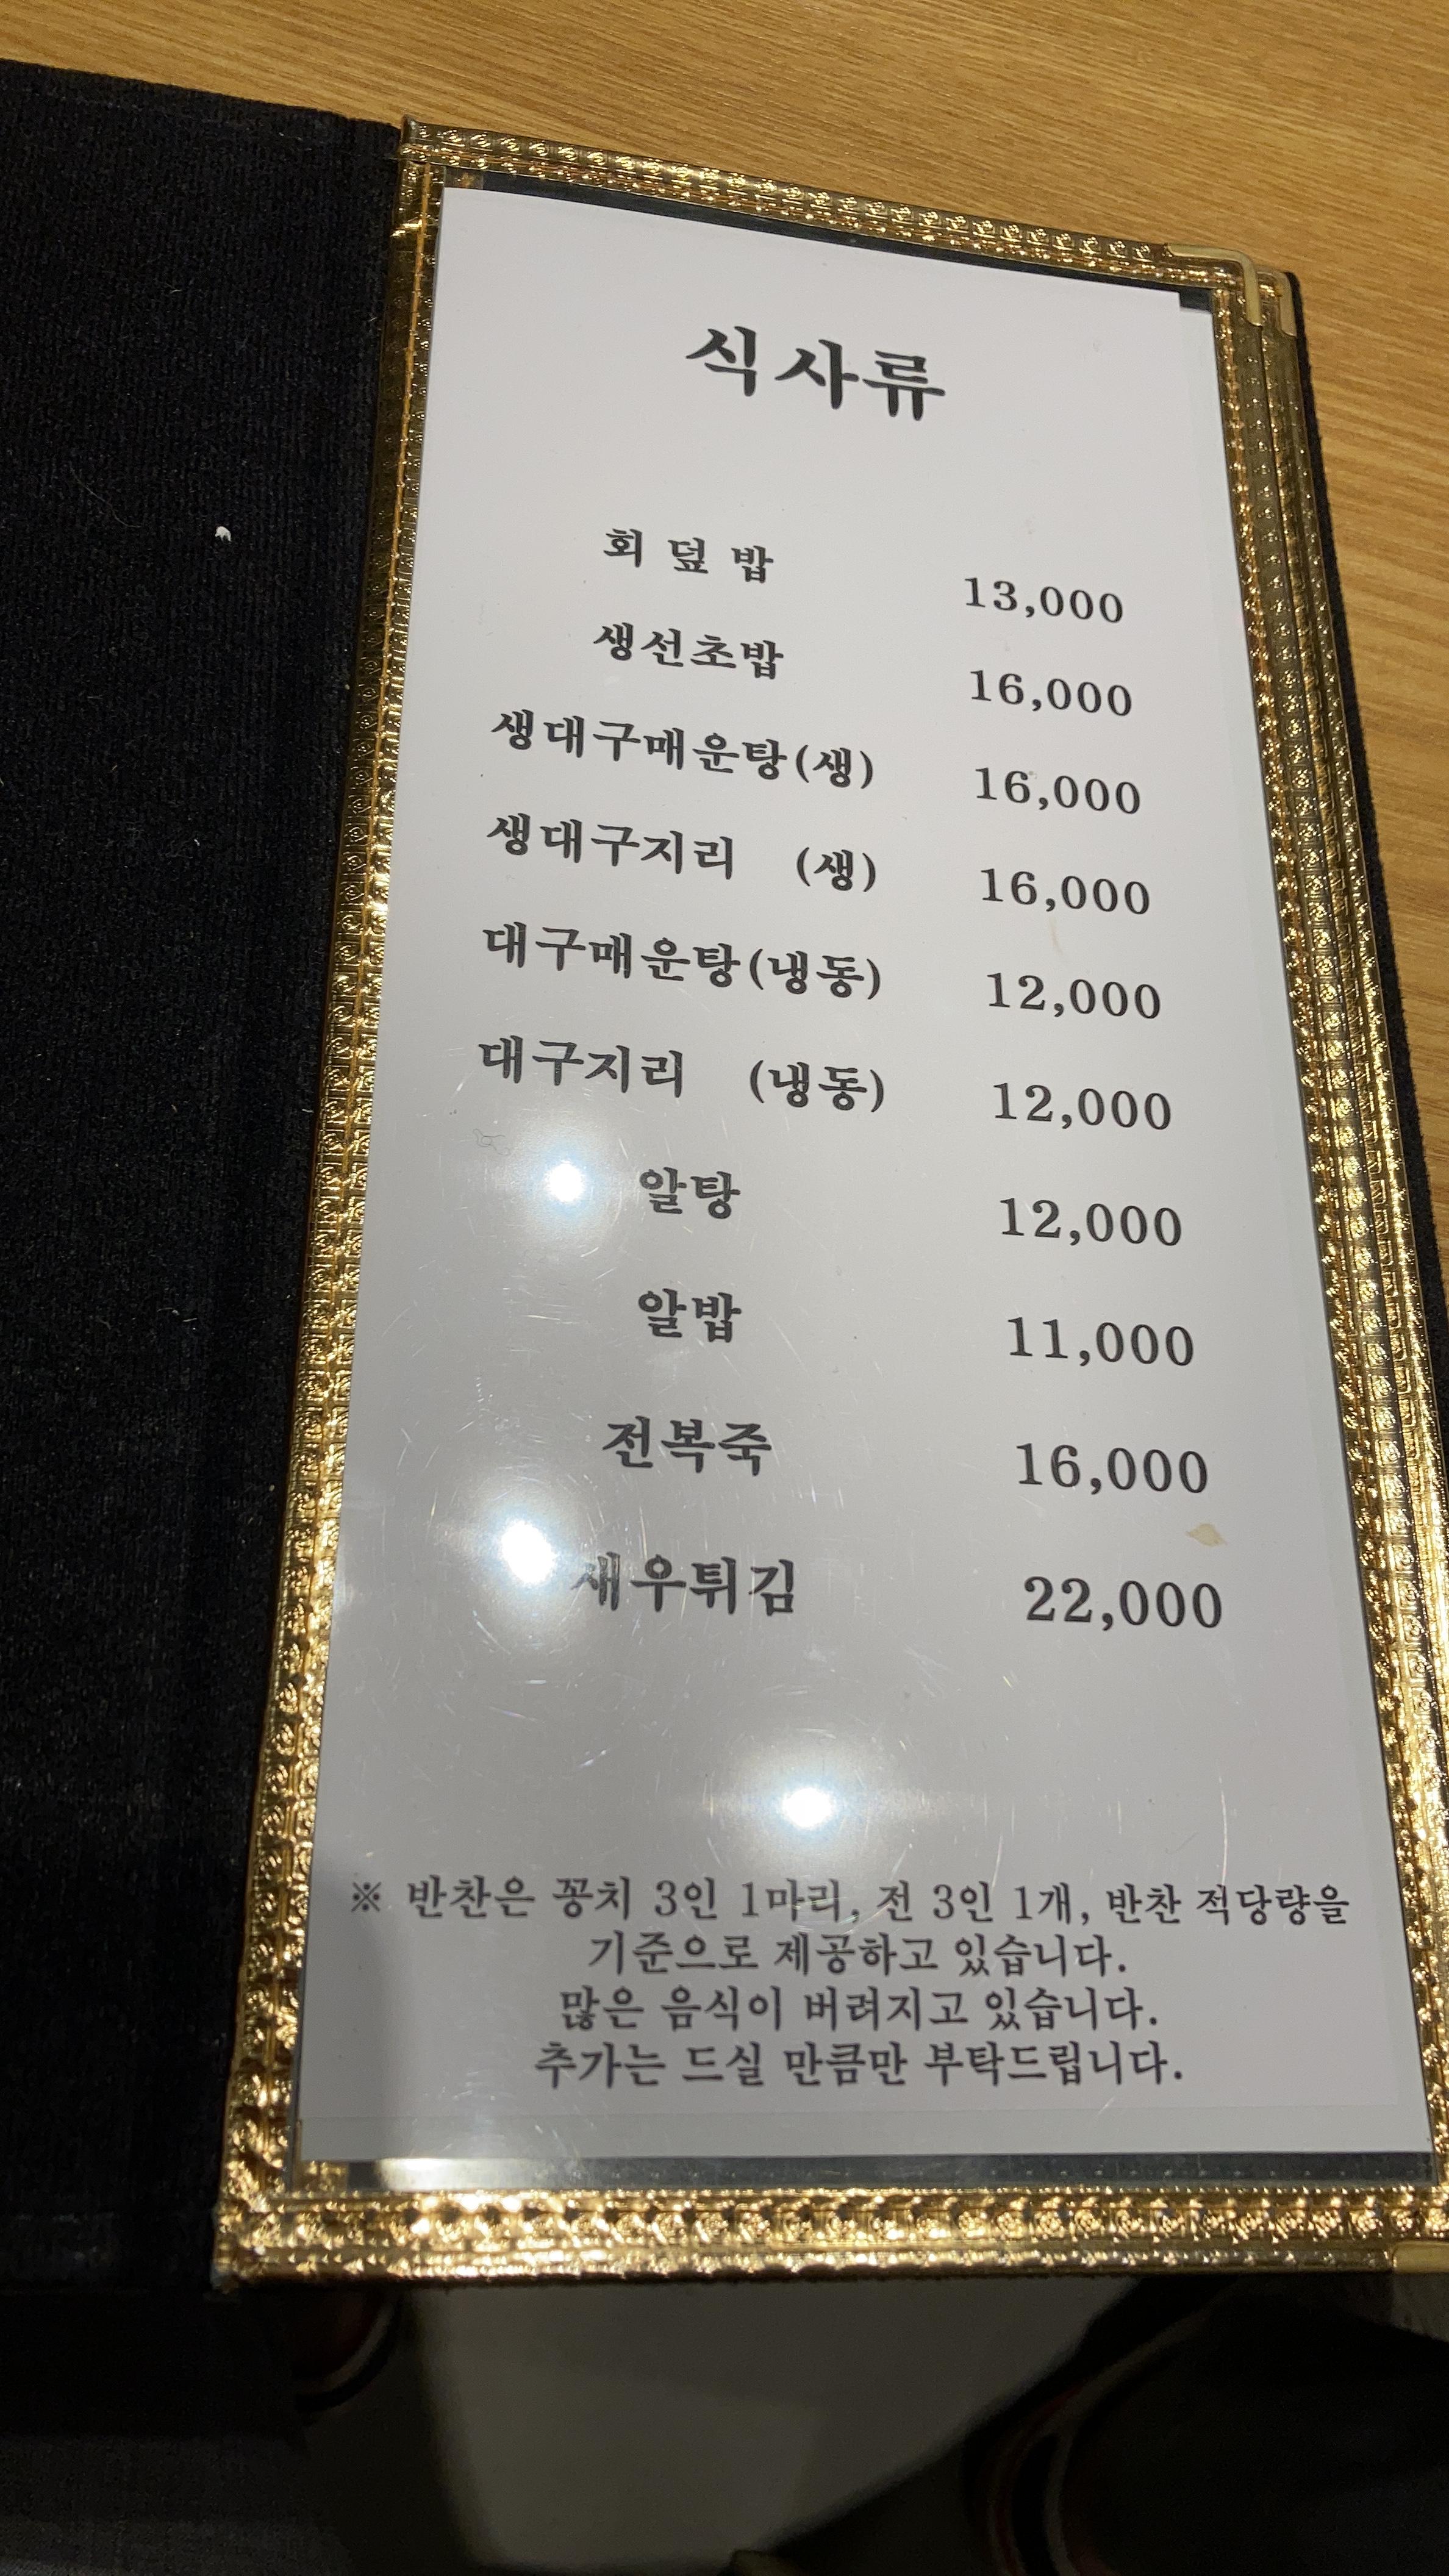 식사류
회 덮 밥 13,000
생선초밥 16,000
생대구매운탕(생) 16,000
생대구지리 (생) 16,000
대구매운탕(냉동) 12,000
대구지리 (냉동) 12,000
알탕 12,000
알밥 11,000
전복죽 16,000
새우튀김 22,000
※ 반찬은 꽁치 3인 1마리, 전 3인 1개, 반찬 적당량을
기준으로 제공하고 있습니다.
많은 음식이 버려지고 있습니다.
추가는 드실 만큼만 부탁드립니다.